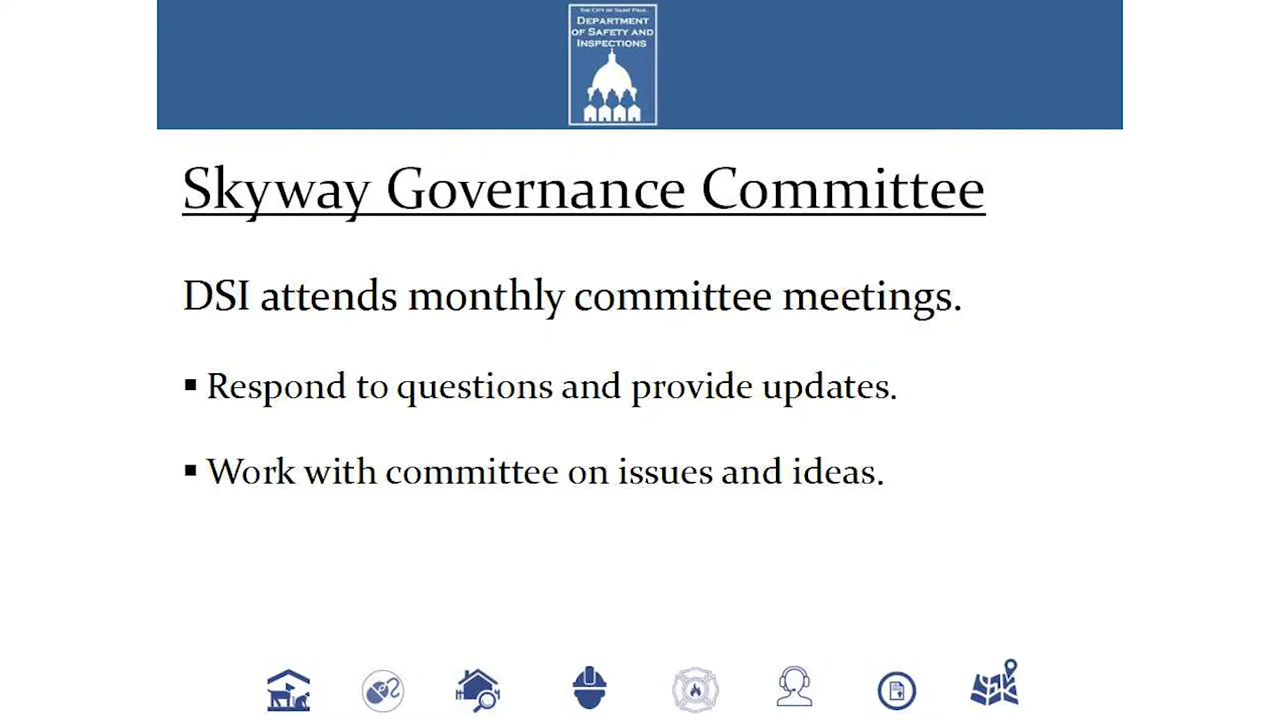 THE CITY OF SAINT PAUL
DEPARTMENT
OF SAFETY AND
INSPECTIONS
Skyway Governance Committee
DSI attends monthly committee meetings.
▪ Respond to questions and provide updates.
▪ Work with committee on issues and ideas.